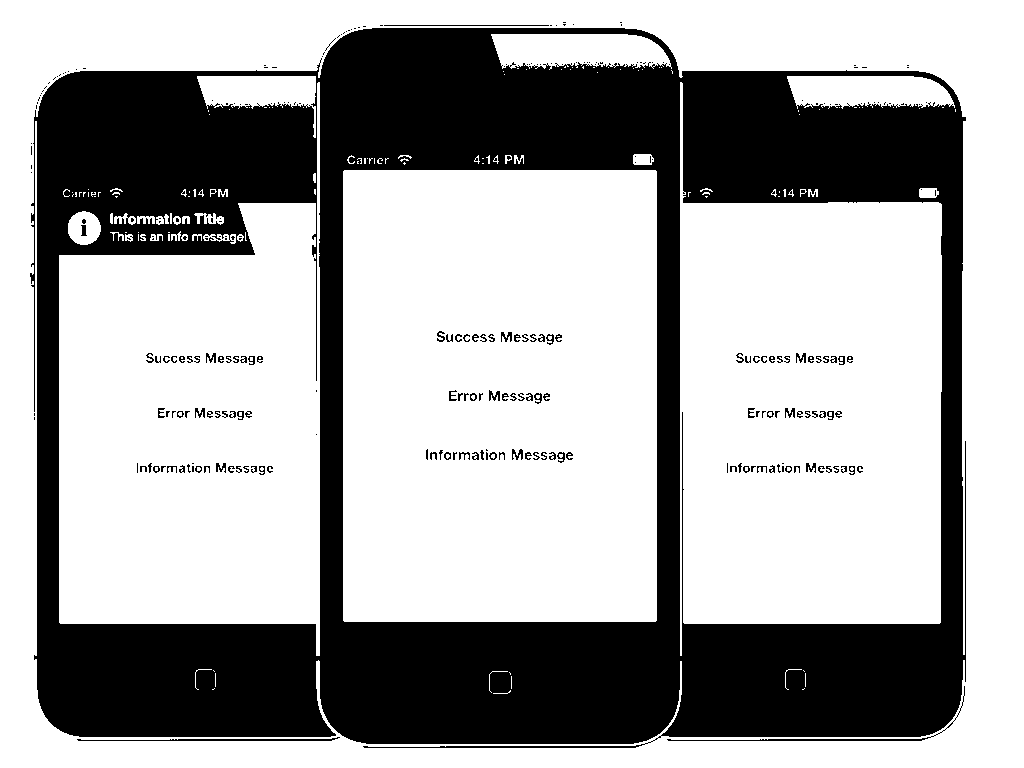 Carrier 4:14 PM
Information Title
This is an info message!
Success Message
Error Message
Information Message
Carrier 4:14 PM
Success Message
Error Message
Information Message
er 4:14 PM
Success Message
Error Message
Information Message